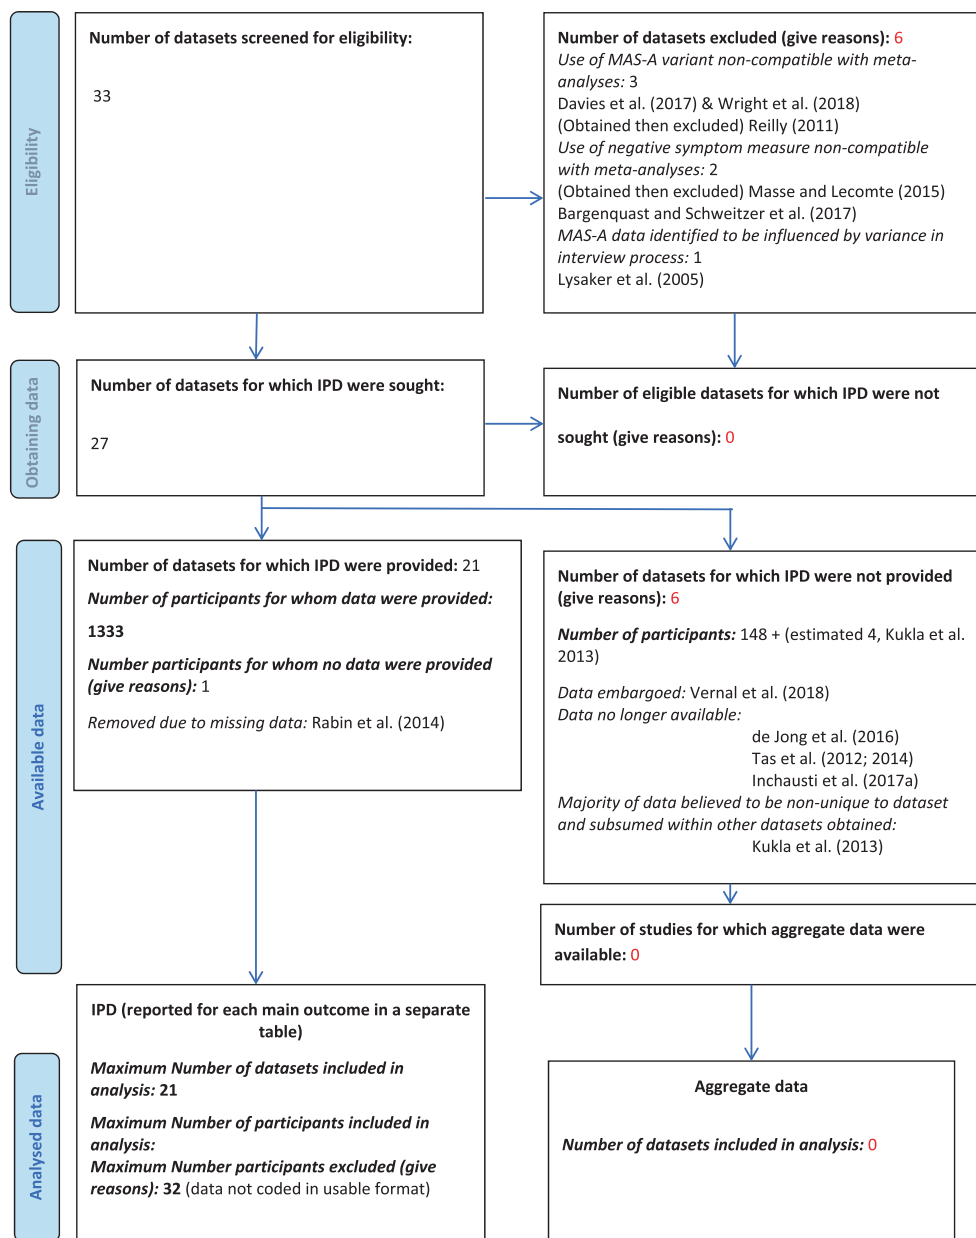 Eligibility
Number of datasets screened for eligibility:
33
Number of datasets excluded (give reasons): 6
Use of MAS-A variant non-compatible with meta-
analyses: 3
Davies et al. (2017) & Wright et al. (2018)
(Obtained then excluded) Reilly (2011)
Use of negative symptom measure non-compatible
with meta-analyses: 2
(Obtained then excluded) Masse and Lecomte (2015)
Bargenquast and Schweitzer et al. (2017)
MAS-A data identified to be influenced by variance in
interview process: 1
Lysaker et al. (2005)
Obtaining data
Number of datasets for which IPD were sought:
27
Number of eligible datasets for which IPD were not
sought (give reasons): 0
Available data
Number of datasets for which IPD were provided: 21
Number of participants for whom data were provided:
1333
Number participants for whom no data were provided
(give reasons): 1
Removed due to missing data: Rabin et al. (2014)
Number of datasets for which IPD were not provided
(give reasons): 6
Number of participants: 148 + (estimated 4, Kukla et al.
2013)
Data embargoed: Vernal et al. (2018)
Data no longer available:
de Jong et al. (2016)
Tas et al. (2012; 2014)
Inchausti et al. (2017a)
Majority of data believed to be non-unique to dataset
and subsumed within other datasets obtained:
Kukla et al. (2013)
Number of studies for which aggregate data were
available: 0
Analysed data
IPD (reported for each main outcome in a separate
table)
Maximum Number of datasets included in
analysis: 21
Maximum Number of participants included in
analysis:
Maximum Number participants excluded (give
reasons): 32 (data not coded in usable format)
Aggregate data
Number of datasets included in analysis: 0